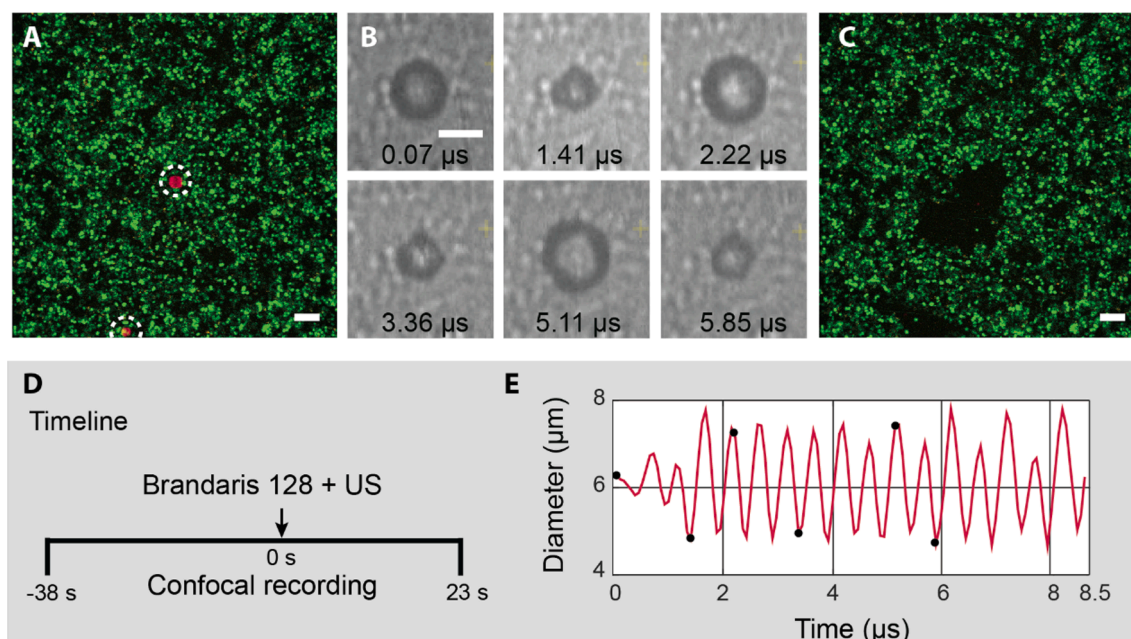 A
B
C
0.07 µs
1.41 µs
2.22 µs
3.36 µs
5.11 µs
5.85 µs
D
Timeline
Brandaris 128 + US
0 s
-38 s
Confocal recording
23 s
E
Diameter (µm)
8
6
4
0
2
4
6
8
8.5
Time (µs)